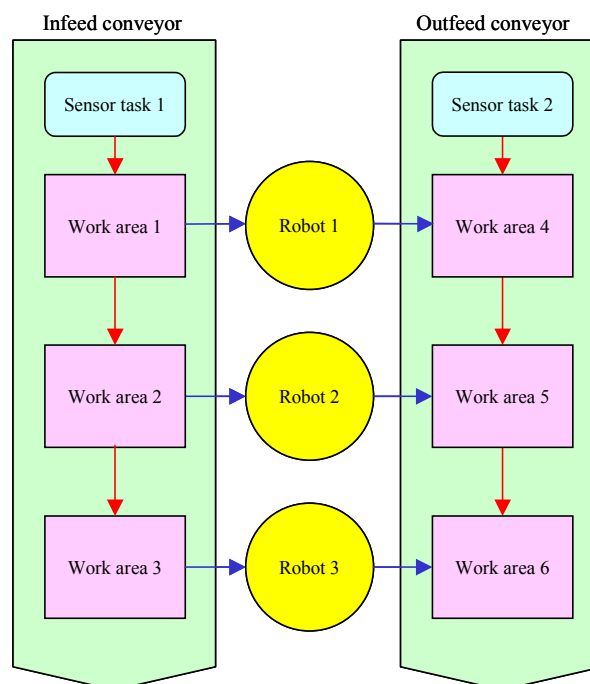 Infeed conveyor
Outfeed conveyor
Sensor task 1
Sensor task 2
Work area 1
Robot 1
Work area 4
Work area 2
Robot 2
Work area 5
Work area 3
Robot 3
Work area 6